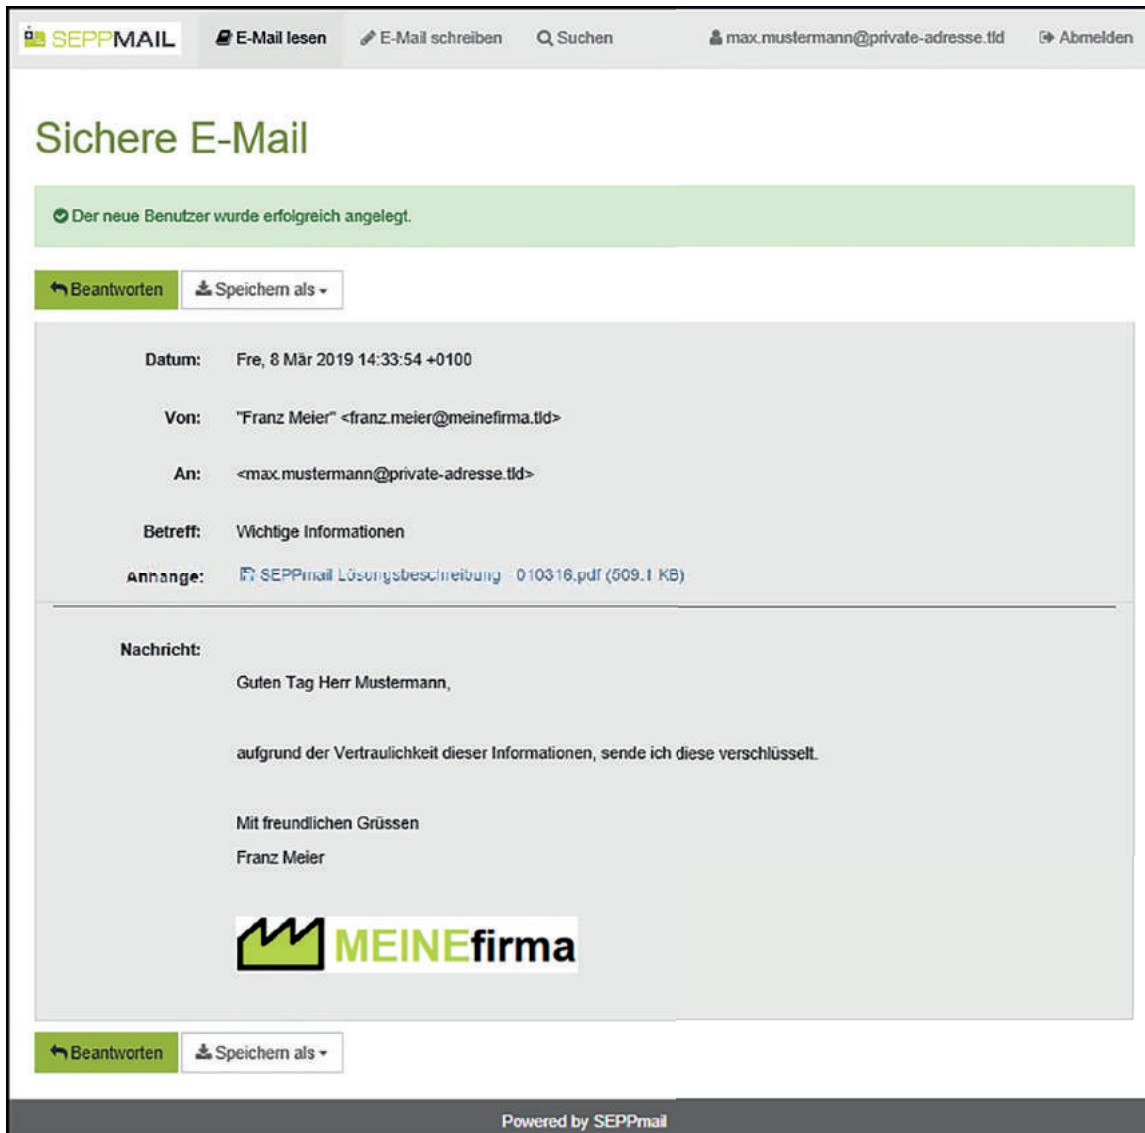 SEPPMAIL E-Mail lesen E-Mail schreiben Suchen max.mustermann@private-adresse.tld Abmelden
Sichere E-Mail
Der neue Benutzer wurde erfolgreich angelegt.
Beantworten Speichern als
Datum: Fre, 8 Mär 2019 14:33:54 +0100
Von: "Franz Meier" <franz.meier@meinefirma.tld>
An: <max.mustermann@private-adresse.tld>
Betreff: Wichtige Informationen
Anhange: SEPPmail Lösungsbeschreibung - 010316.pdf (509.1 KB)
Nachricht:
Guten Tag Herr Mustermann,
aufgrund der Vertraulichkeit dieser Informationen, sende ich diese verschlüsselt.
Mit freundlichen Grüssen
Franz Meier
MEINEfirma
Beantworten Speichern als
Powered by SEPPmail